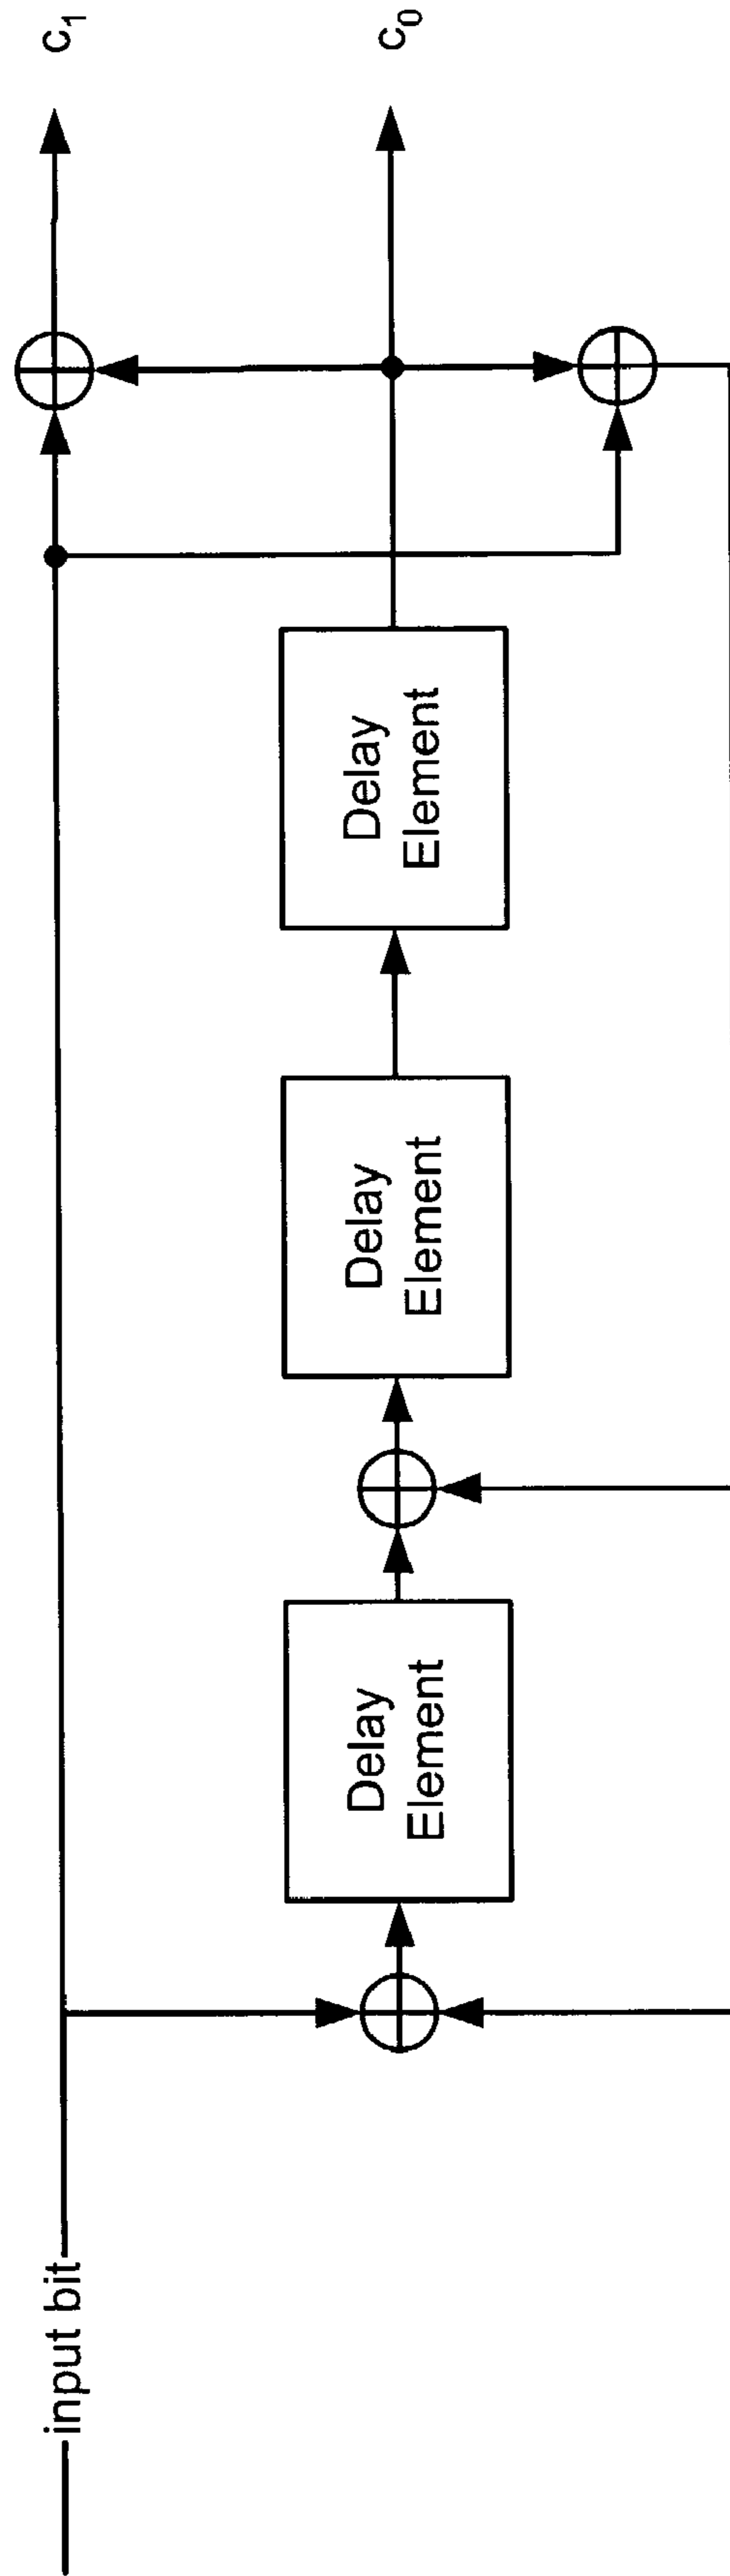 input bit
Delay
Element
Delay
Element
Delay
Element
c₁
c₀